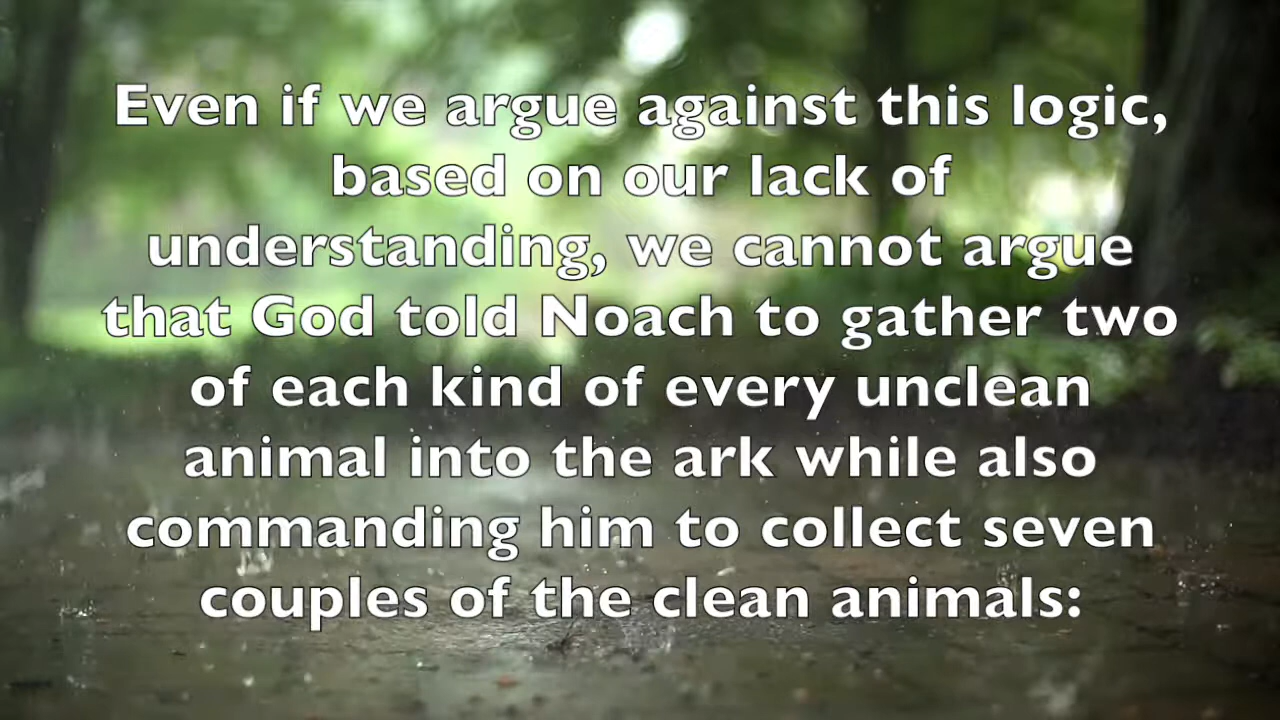 Even if we argue against this logic,
based on our lack of
understanding, we cannot argue
that God told Noach to gather two
of each kind of every unclean
animal into the ark while also
commanding him to collect seven
couples of the clean animals: